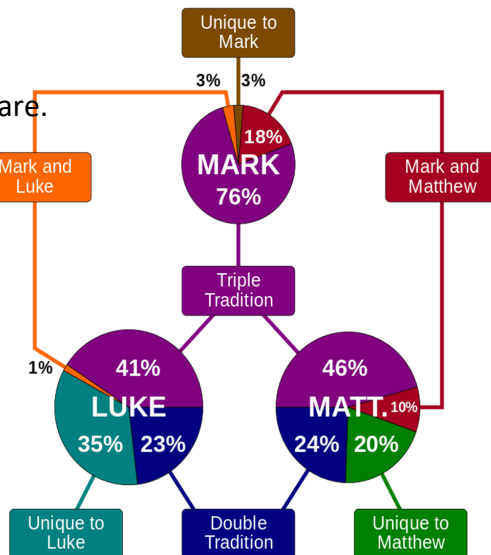 Unique to
Mark
3%
3%
are.
18%
MARK
76%
Mark and
Luke
Mark and
Matthew
Triple
Tradition
1%
41%
LUKE
35%
23%
46%
MATT.
10%
24%
20%
Unique to
Luke
Double
Tradition
Unique to
Matthew